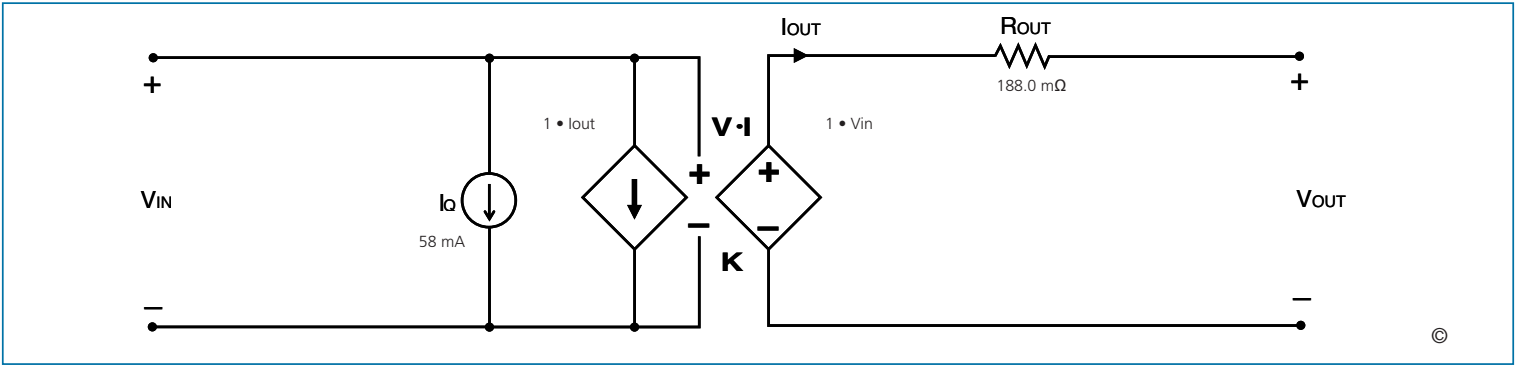 IOUT
ROUT
188.0 mΩ
+
+
1 • Iout
V•I
1 • Vin
+
+
VIN
IQ
VOUT
–
–
58 mA
K
–
–
©